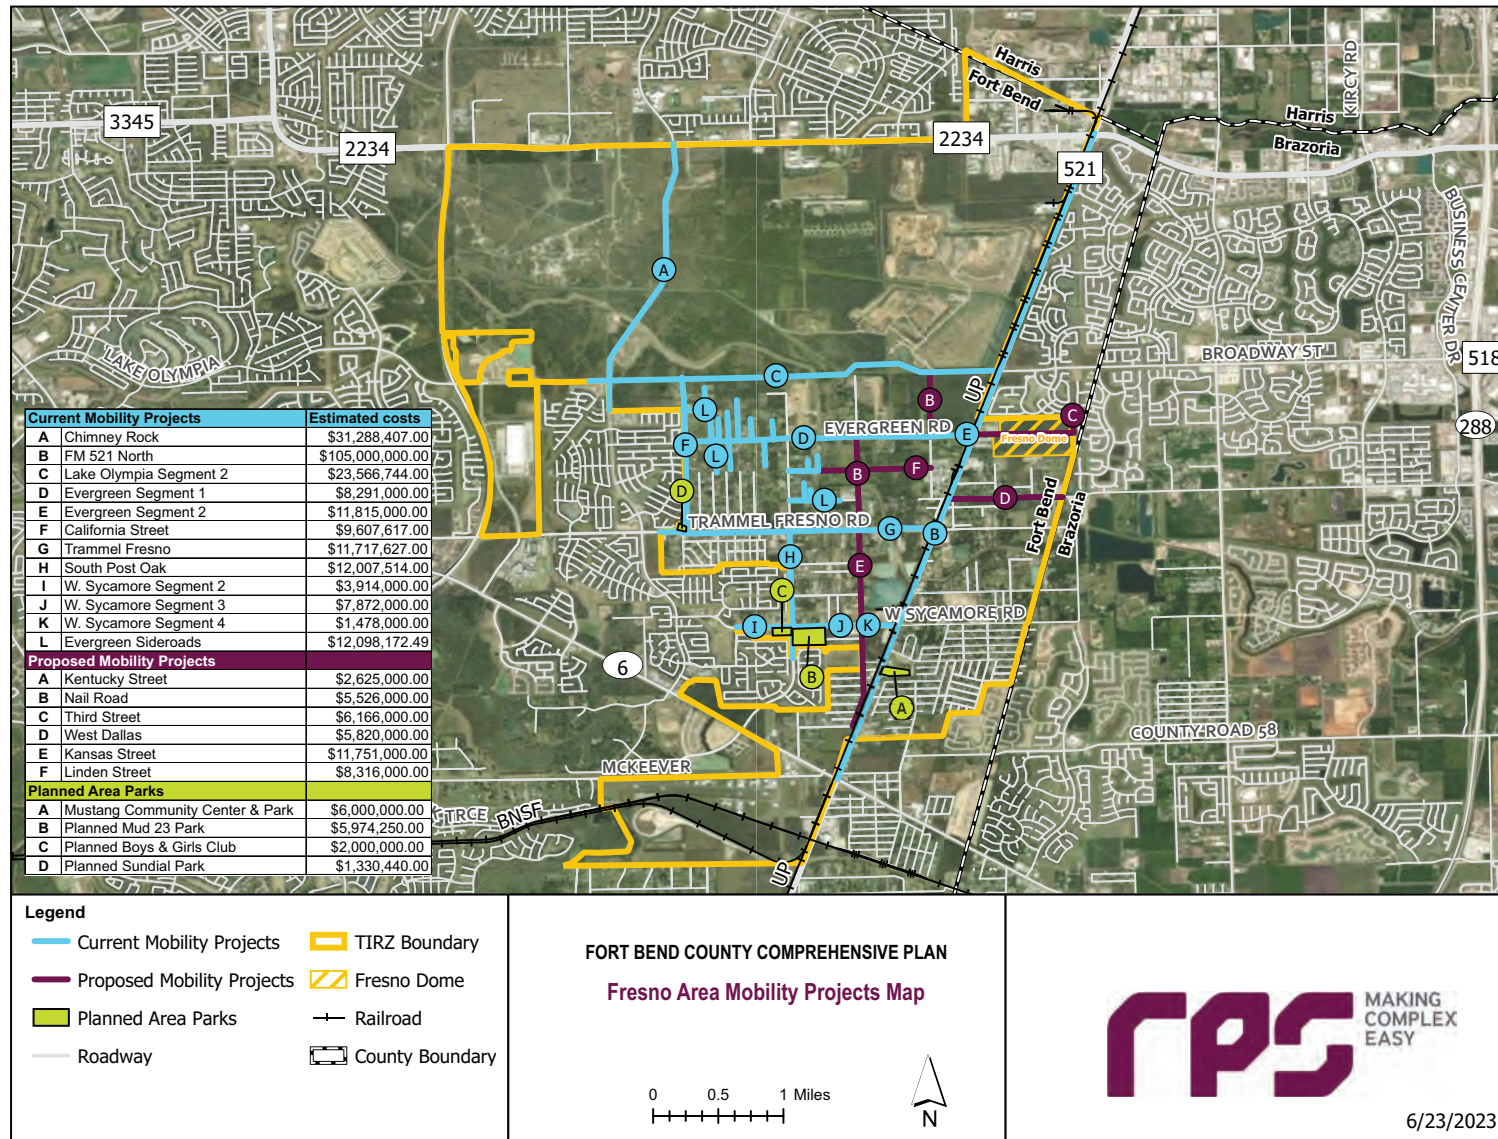 Harris
Fort Bend
KIRCY RD
3345
2234
2234
521
Harris
Brazoria
BUSINESS CENTER DR
A
LAKE OLYMPIA
BROADWAY ST
518
C
UP
B
C
288
L
EVERGREEN RD
F
D
E
Fresno Dome
L
B
F
D
L
D
TRAMMEL FRESNO RD
G
B
Fort Bend
Brazoria
H
E
C
W SYCAMORE RD
I
J
K
6
B
A
COUNTY ROAD 58
MCKEEVER
TRCE
BNSF
UP
Current Mobility Projects Estimated costs
A Chimney Rock $31,288,407.00
B FM 521 North $105,000,000.00
C Lake Olympia Segment 2 $23,566,744.00
D Evergreen Segment 1 $8,291,000.00
E Evergreen Segment 2 $11,815,000.00
F California Street $9,607,617.00
G Trammel Fresno $11,717,627.00
H South Post Oak $12,007,514.00
I W. Sycamore Segment 2 $3,914,000.00
J W. Sycamore Segment 3 $7,872,000.00
K W. Sycamore Segment 4 $1,478,000.00
L Evergreen Sideroads $12,098,172.49
Proposed Mobility Projects
A Kentucky Street $2,625,000.00
B Nail Road $5,526,000.00
C Third Street $6,166,000.00
D West Dallas $5,820,000.00
E Kansas Street $11,751,000.00
F Linden Street $8,316,000.00
Planned Area Parks
A Mustang Community Center & Park $6,000,000.00
B Planned Mud 23 Park $5,974,250.00
C Planned Boys & Girls Club $2,000,000.00
D Planned Sundial Park $1,330,440.00
Legend
Current Mobility Projects
Proposed Mobility Projects
Planned Area Parks
Roadway
TIRZ Boundary
Fresno Dome
Railroad
County Boundary
FORT BEND COUNTY COMPREHENSIVE PLAN
Fresno Area Mobility Projects Map
0 0.5 1 Miles
N
rps
MAKING
COMPLEX
EASY
6/23/2023